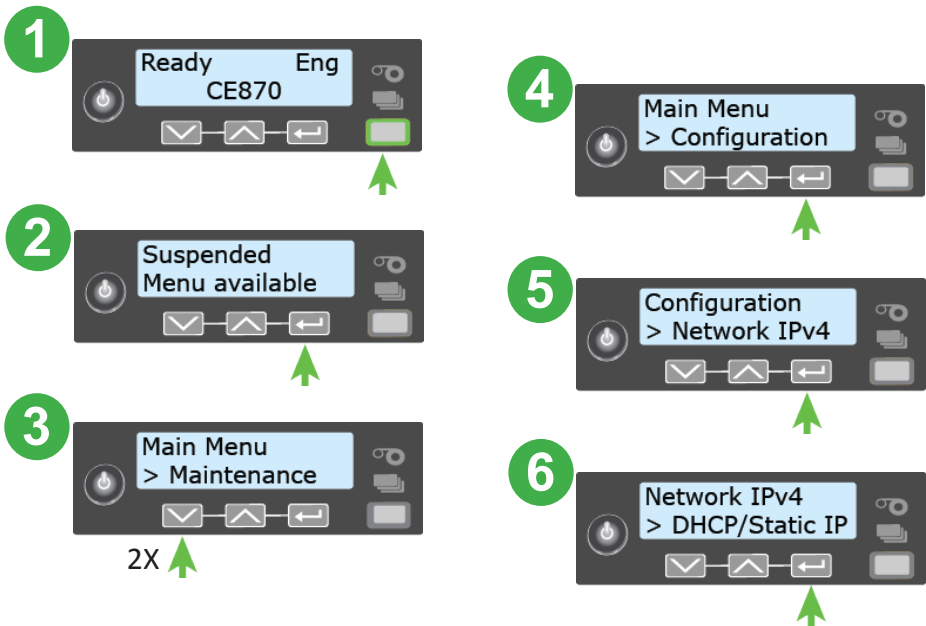 1
Ready Eng
CE870
2
Suspended
Menu available
3
Main Menu
> Maintenance
2X
4
Main Menu
> Configuration
5
Configuration
> Network IPv4
6
Network IPv4
> DHCP/Static IP